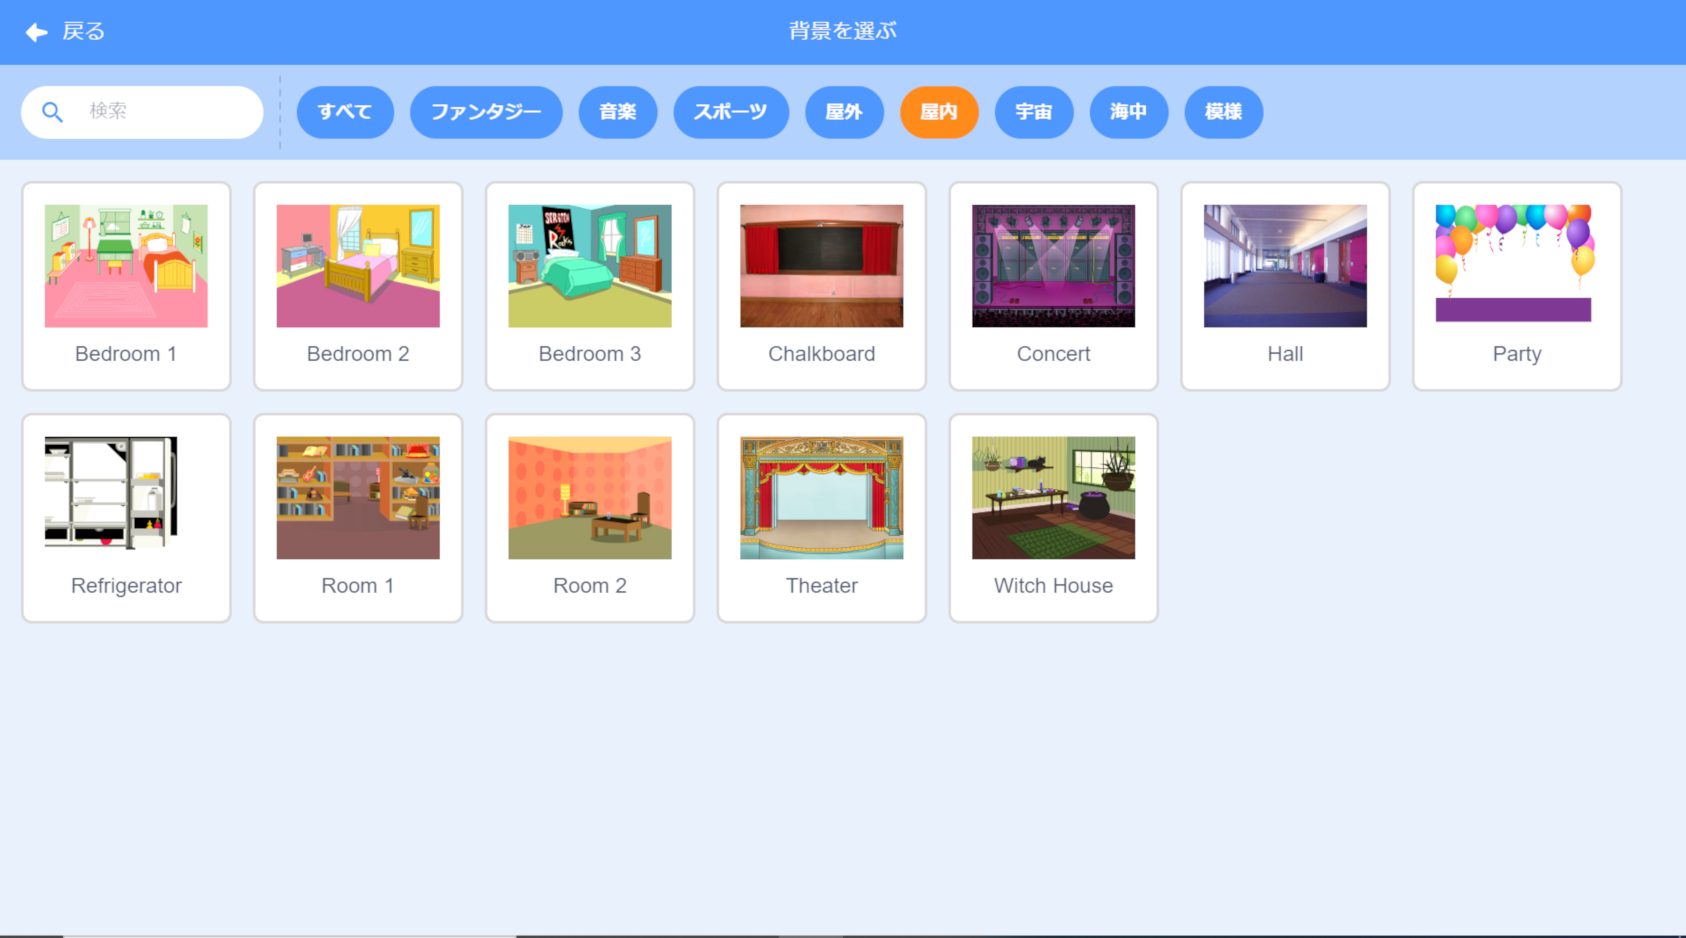 戻る
背景を選ぶ
検索
すべて
ファンタジー
音楽
スポーツ
屋外
屋内
宇宙
海中
模様
Bedroom 1
Bedroom 2
SCRATCH
Bedroom 3
Chalkboard
Concert
Hall
Party
Refrigerator
Room 1
Room 2
Theater
Witch House